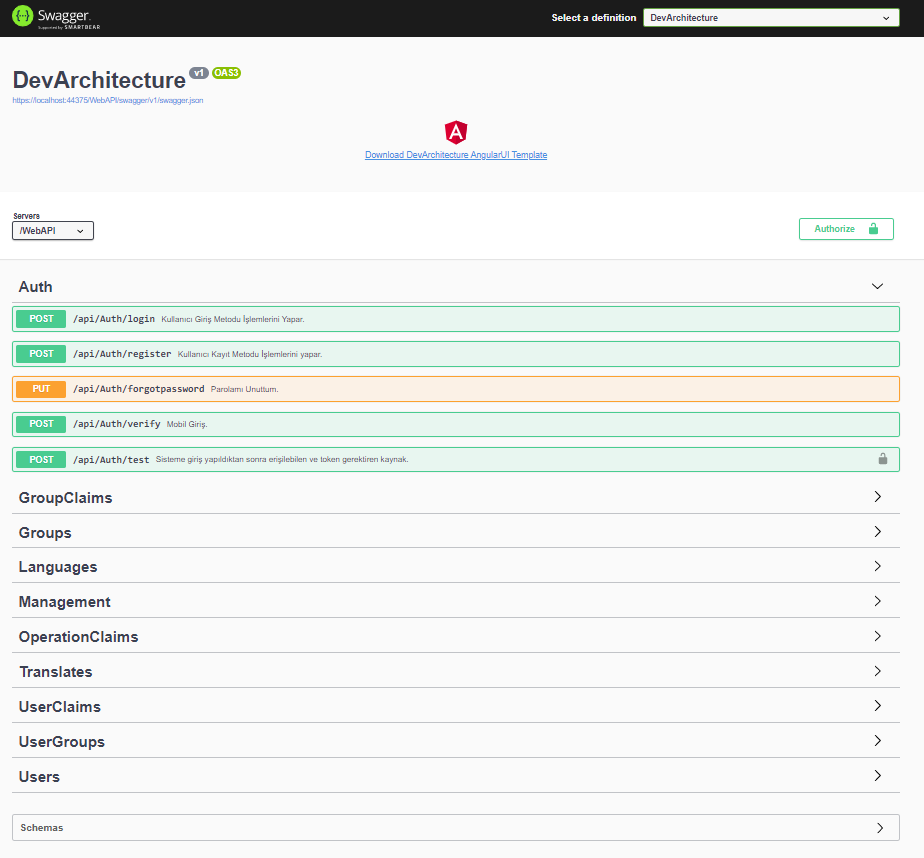 Swagger.
Supported by SMARTBEAR
Select a definition
DevArchitecture
DevArchitecture v1 OAS3
https://localhost:44375/WebAPI/swagger/v1/swagger.json
Download DevArchitecture AngularUI Template
Servers
/WebAPI
Authorize
Auth
POST /api/Auth/login Kullanıcı Giriş Metodu İşlemlerini Yapar.
POST /api/Auth/register Kullanıcı Kayıt Metodu İşlemlerini yapar.
PUT /api/Auth/forgotpassword Parolamı Unuttum.
POST /api/Auth/verify Mobil Giriş.
POST /api/Auth/test Sisteme giriş yapıldıktan sonra erişilebilen ve token gerektiren kaynak.
GroupClaims
Groups
Languages
Management
OperationClaims
Translates
UserClaims
UserGroups
Users
Schemas